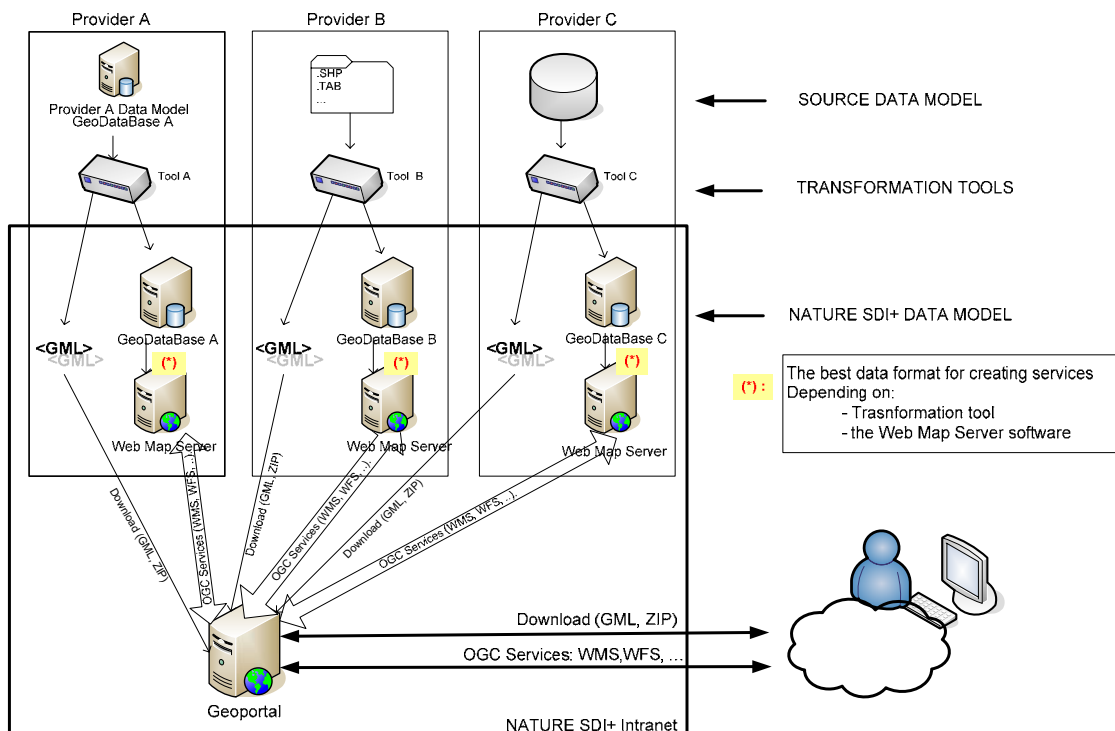 Provider A
Provider B
Provider C
.SHP
.TAB
...
Provider A Data Model
GeoDataBase A
SOURCE DATA MODEL
Tool A
Tool B
Tool C
TRANSFORMATION TOOLS
GeoDataBase A
GeoDataBase B
GeoDataBase C
NATURE SDI+ DATA MODEL
<GML>
<GML>
<GML>
<GML>
<GML>
<GML>
(*)
(*)
(*)
Web Map Server
Web Map Server
Web Map Server
(*) :
The best data format for creating services
Depending on:
- Trasnformation tool
- the Web Map Server software
Download (GML, ZIP)
OGC Services (WMS, WFS, ..).
Download (GML, ZIP)
OGC Services (WMS, WFS, ..).
Download (GML, ZIP)
OGC Services (WMS, WFS, ..).
Download (GML, ZIP)
OGC Services: WMS,WFS, ...
Geoportal
NATURE SDI+ Intranet